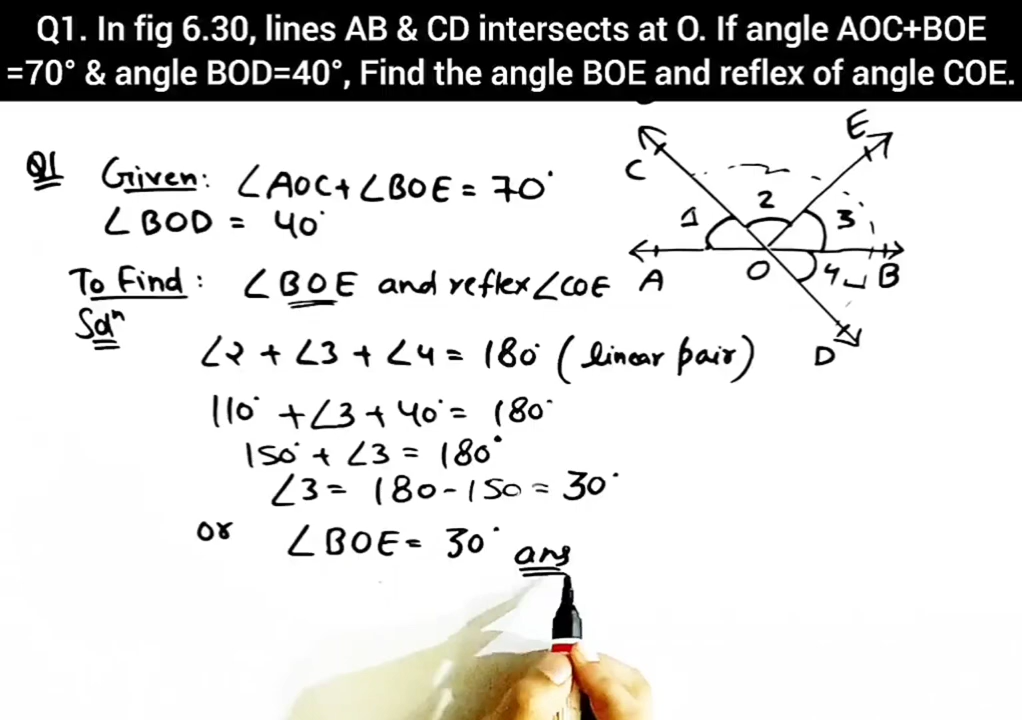 Q1. In fig 6.30, lines AB & CD intersects at O. If angle AOC+BOE
=70° & angle BOD=40°, Find the angle BOE and reflex of angle COE.
Q1 Given: ∠AOC+∠BOE = 70°
∠BOD = 40°
To Find: ∠BOE and reflex∠COE
Solⁿ
∠2 + ∠3 + ∠4 = 180° (linear pair)
110° + ∠3 + 40° = 180°
150° + ∠3 = 180°
∠3 = 180 - 150 = 30°
or ∠BOE = 30° ans
E
C
2
1
3
A
O
4
B
D